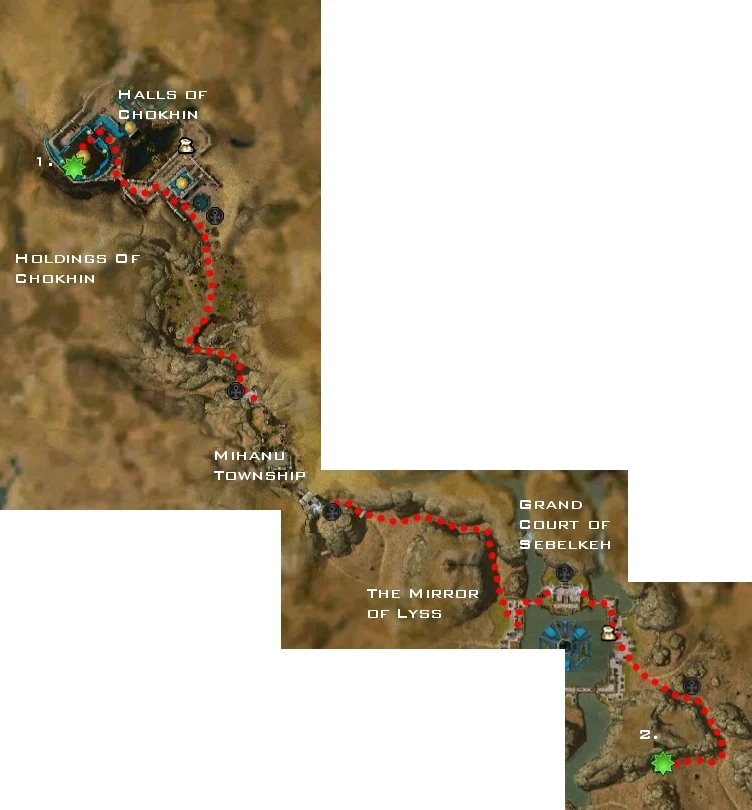 HALLS OF
CHOKHIN
1.
HOLDINGS OF
CHOKHIN
MIHANU
TOWNSHIP
GRAND
COURT OF
SEBELKEH
THE MIRROR
OF LYSS
2.